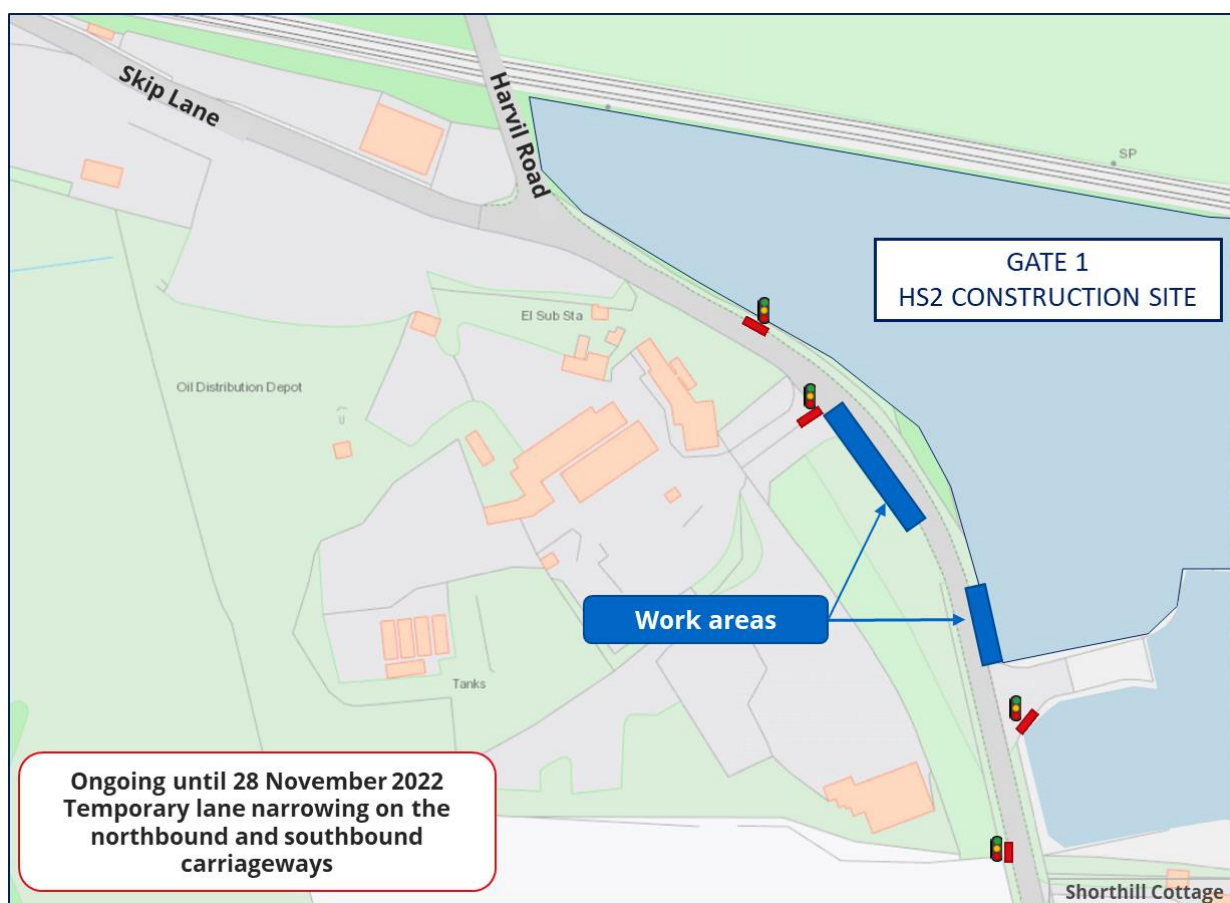 Skip Lane
Harvil Road
SP
GATE 1
HS2 CONSTRUCTION SITE
El Sub Sta
Oil Distribution Depot
Work areas
Tanks
Ongoing until 28 November 2022
Temporary lane narrowing on the
northbound and southbound
carriageways
Shorthill Cottage